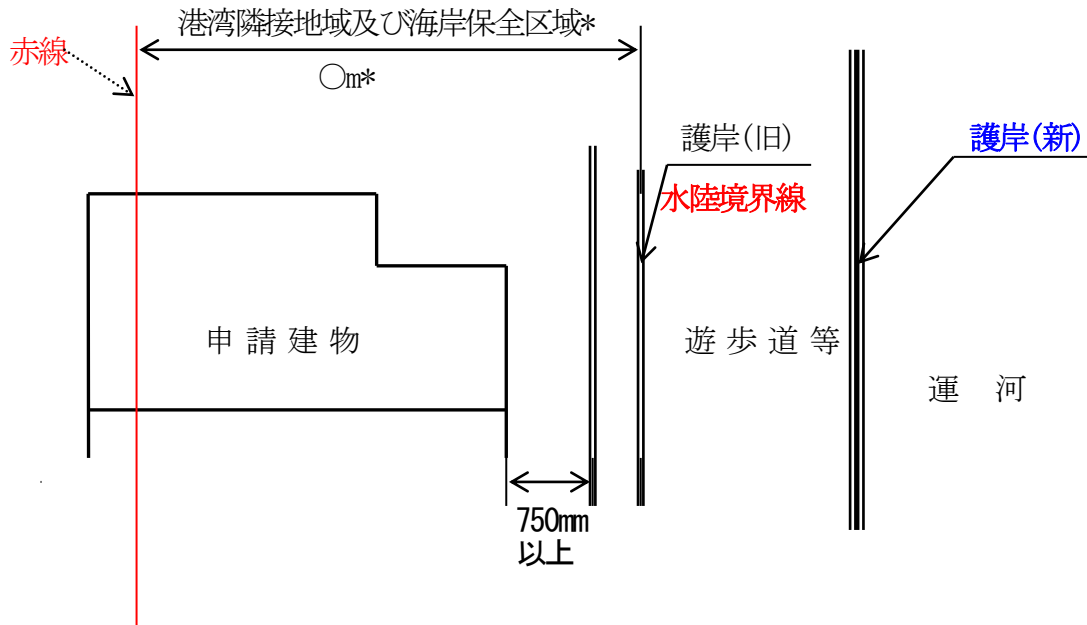 港湾隣接地域及び海岸保全区域*
赤線
○m*
護岸(旧)
護岸(新)
水陸境界線
申請建物
遊歩道等
運 河
750mm
以上